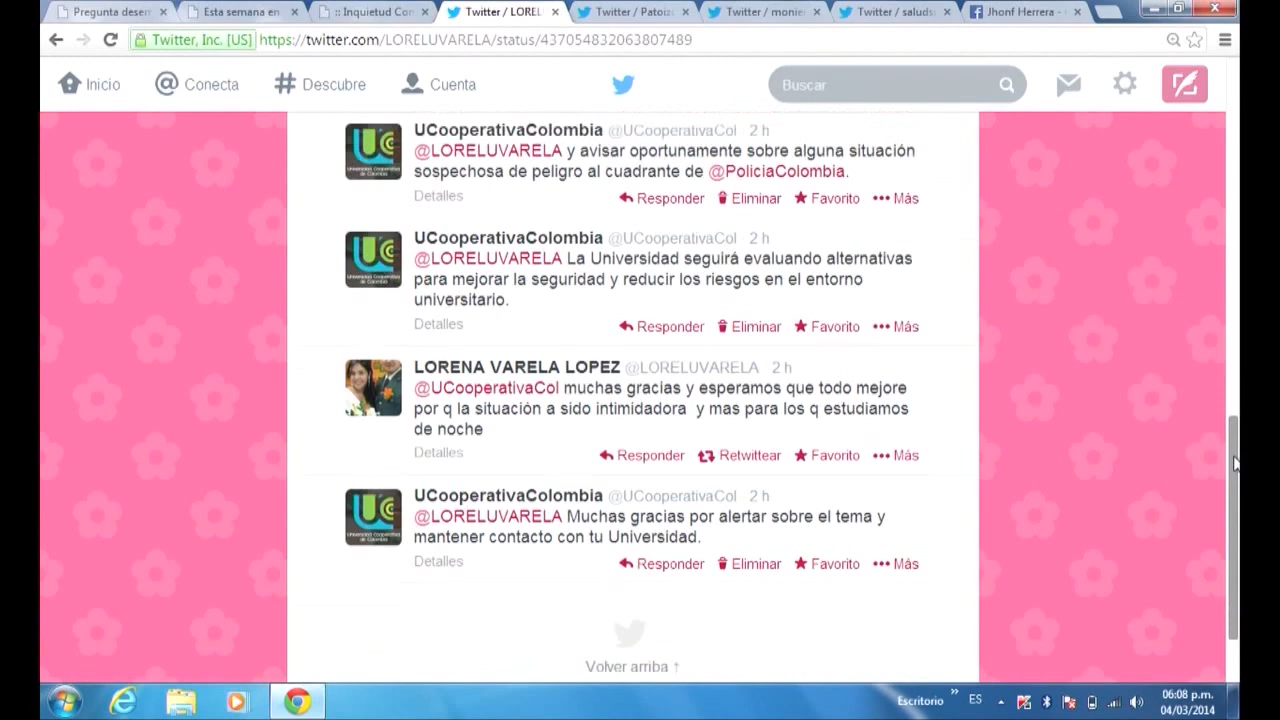 Pregunta desem
Esta semana en
:: Inquietud Con
Twitter / LOREL
Twitter / Patoiz
Twitter / monie
Twitter / saluds
Jhonf Herrera -
Twitter, Inc. [US] https://twitter.com/LORELUVARELA/status/437054832063807489
Inicio
Conecta
Descubre
Cuenta
Buscar
UCooperativaColombia @UCooperativaCol 2 h
@LORELUVARELA y avisar oportunamente sobre alguna situación
sospechosa de peligro al cuadrante de @PoliciaColombia.
Detalles
Responder Eliminar Favorito Más
UCooperativaColombia @UCooperativaCol 2 h
@LORELUVARELA La Universidad seguirá evaluando alternativas
para mejorar la seguridad y reducir los riesgos en el entorno
universitario.
Detalles
Responder Eliminar Favorito Más
LORENA VARELA LOPEZ @LORELUVARELA 2 h
@UCooperativaCol muchas gracias y esperamos que todo mejore
por q la situación a sido intimidadora y mas para los q estudiamos
de noche
Detalles
Responder Retwittear Favorito Más
UCooperativaColombia @UCooperativaCol 2 h
@LORELUVARELA Muchas gracias por alertar sobre el tema y
mantener contacto con tu Universidad.
Detalles
Responder Eliminar Favorito Más
Volver arriba ↑
Escritorio
ES
06:08 p.m.
04/03/2014